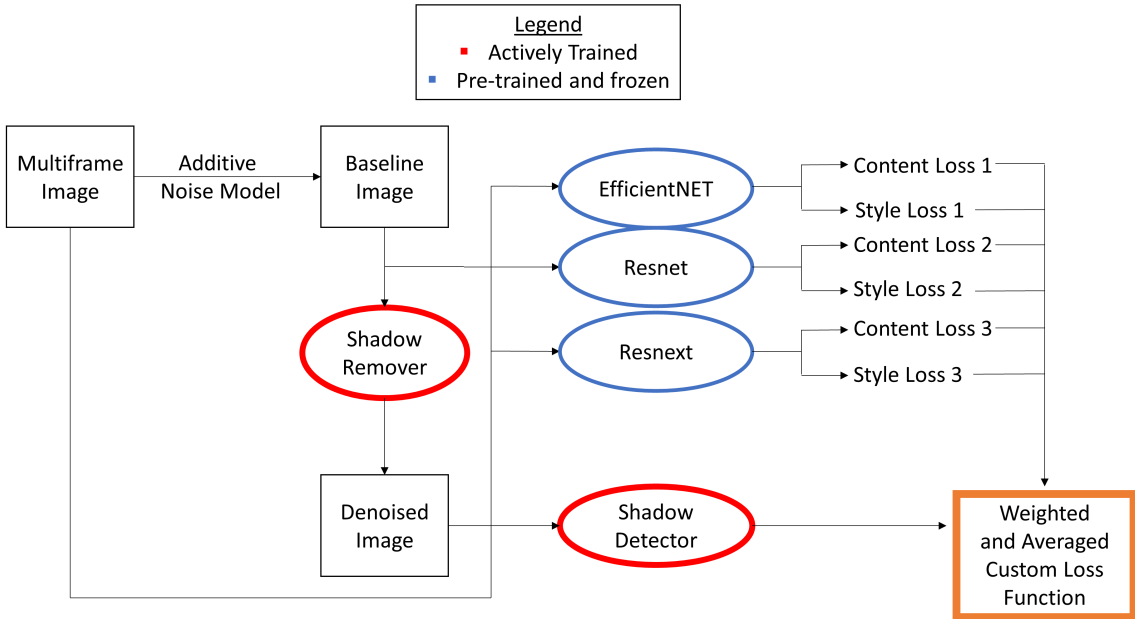 Legend
Actively Trained
Pre-trained and frozen
Multiframe
Image
Additive
Noise Model
Baseline
Image
EfficientNET
Content Loss 1
Style Loss 1
Resnet
Content Loss 2
Style Loss 2
Shadow
Remover
Resnext
Content Loss 3
Style Loss 3
Denoised
Image
Shadow
Detector
Weighted
and Averaged
Custom Loss
Function